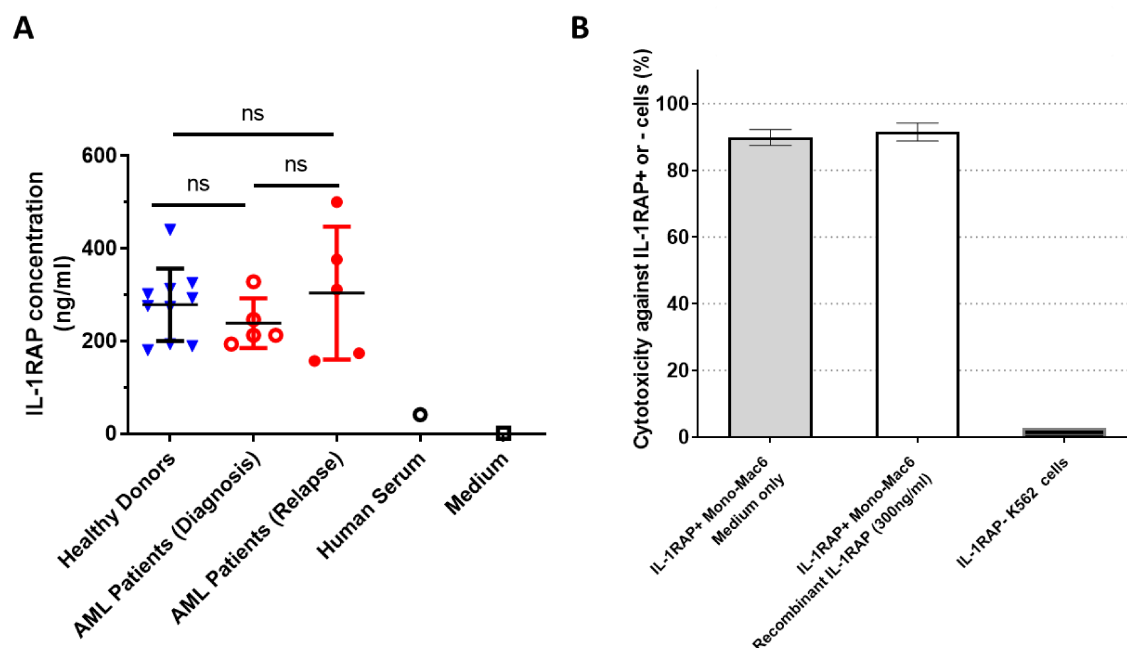 A
IL-1RAP concentration
(ng/ml)
600
400
200
0
ns
ns
ns
Healthy Donors
AML Patients (Diagnosis)
AML Patients (Relapse)
Human Serum
Medium
B
Cytotoxicity against IL-1RAP+ or - cells (%)
100
80
60
40
20
0
IL-1RAP+ Mono-Mac6
Medium only
IL-1RAP+ Mono-Mac6
Recombinant IL-1RAP (300ng/ml)
IL-1RAP- K562 cells